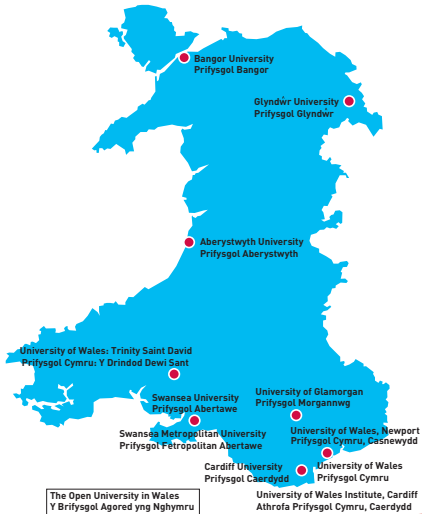 Bangor University
Prifysgol Bangor
Glyndŵr University
Prifysgol Glyndŵr
Aberystwyth University
Prifysgol Aberystwyth
University of Wales: Trinity Saint David
Prifysgol Cymru: Y Drindod Dewi Sant
Swansea University
Prifysgol Abertawe
University of Glamorgan
Prifysgol Morgannwg
Swansea Metropolitan University
Prifysgol Fetropolitan Abertawe
University of Wales, Newport
Prifysgol Cymru, Casnewydd
Cardiff University
Prifysgol Caerdydd
University of Wales
Prifysgol Cymru
The Open University in Wales
Y Brifysgol Agored yng Nghymru
University of Wales Institute, Cardiff
Athrofa Prifysgol Cymru, Caerdydd